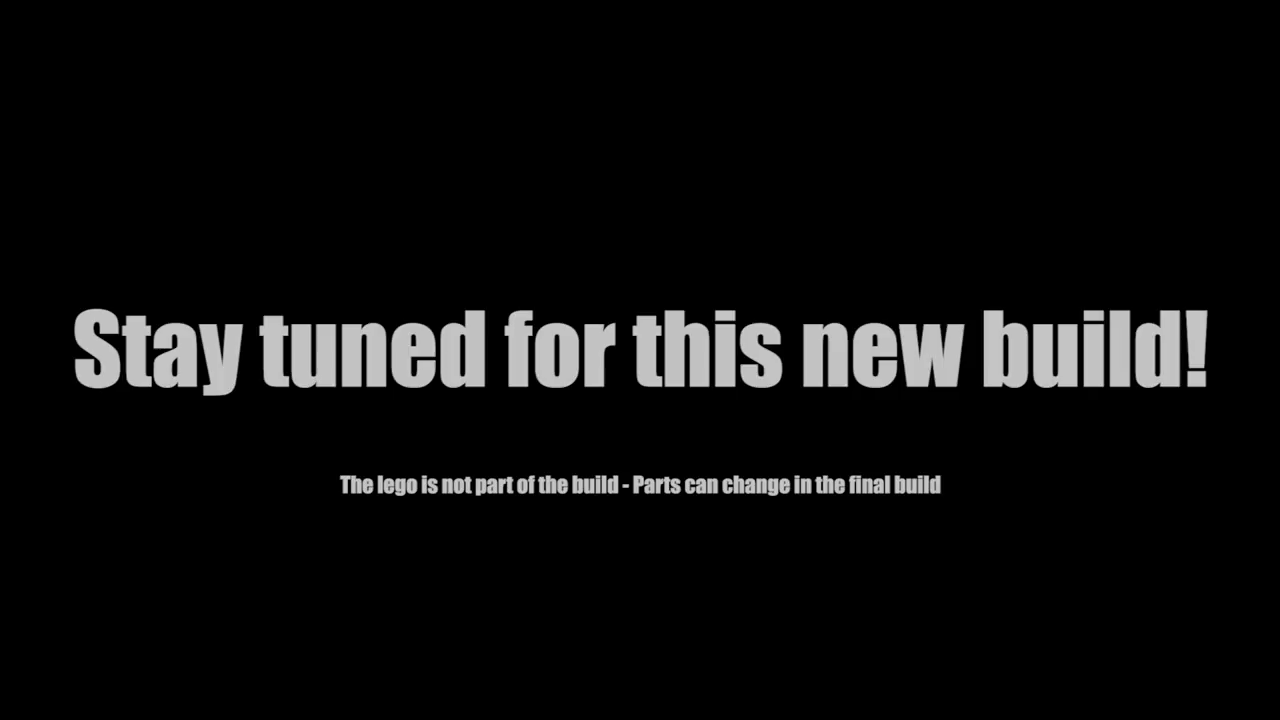 Stay tuned for this new build!
The lego is not part of the build - Parts can change in the final build